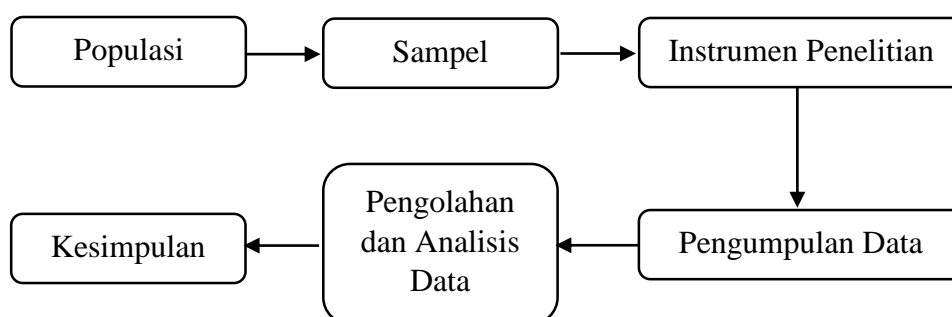 Populasi
Sampel
Instrumen Penelitian
Pengumpulan Data
Pengolahan
dan Analisis
Data
Kesimpulan